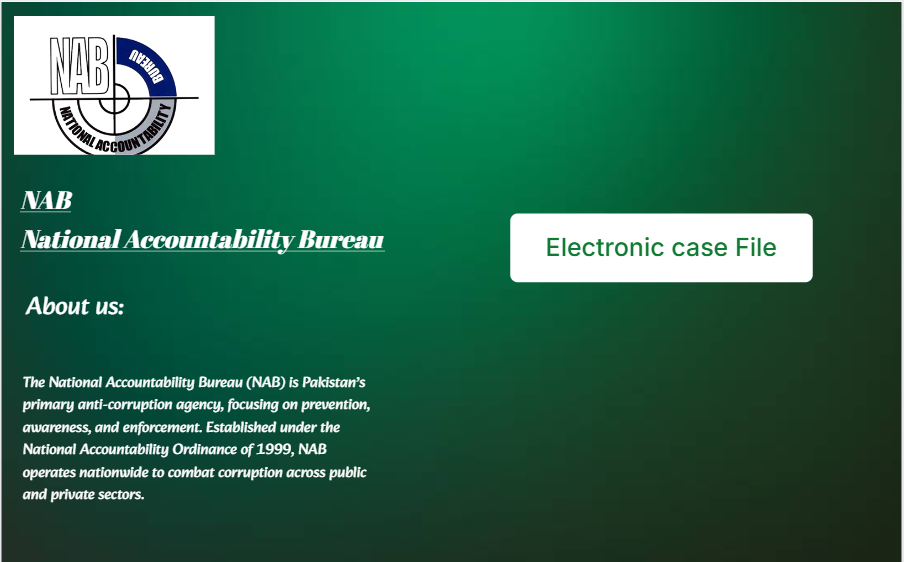 NAB
BUREAU
NATIONAL ACCOUNTABILITY
NAB
National Accountability Bureau
About us:
The National Accountability Bureau (NAB) is Pakistan's
primary anti-corruption agency, focusing on prevention,
awareness, and enforcement. Established under the
National Accountability Ordinance of 1999, NAB
operates nationwide to combat corruption across public
and private sectors.
Electronic case File